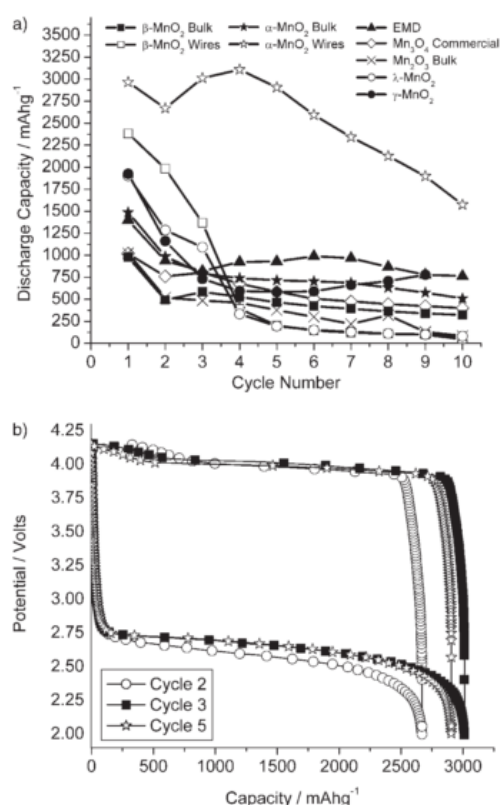 a)
β-MnO2 Bulk α-MnO2 Bulk EMD
β-MnO2 Wires α-MnO2 Wires Mn3O4 Commercial
Mn2O3 Bulk
λ-MnO2
γ-MnO2
3500
3250
3000
2750
2500
2250
2000
1750
1500
1250
1000
750
500
250
0
Discharge Capacity / mAhg-1
0 1 2 3 4 5 6 7 8 9 10
Cycle Number
b)
4.25
4.00
3.75
3.50
3.25
3.00
2.75
2.50
2.25
2.00
Potential / Volts
Cycle 2
Cycle 3
Cycle 5
0 500 1000 1500 2000 2500 3000
Capacity / mAhg-1